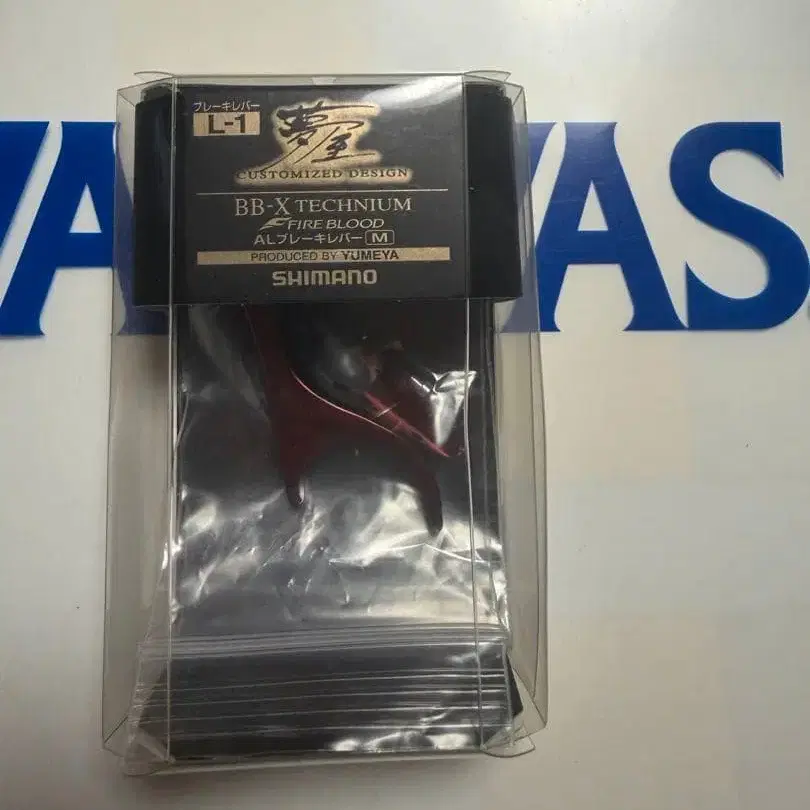 ブレーキレバー
L-1
夢屋
CUSTOMIZED DESIGN
BB-X TECHNIUM
FIRE BLOOD
ALブレーキレバー M
PRODUCED BY YUMEYA
SHIMANO
YAS